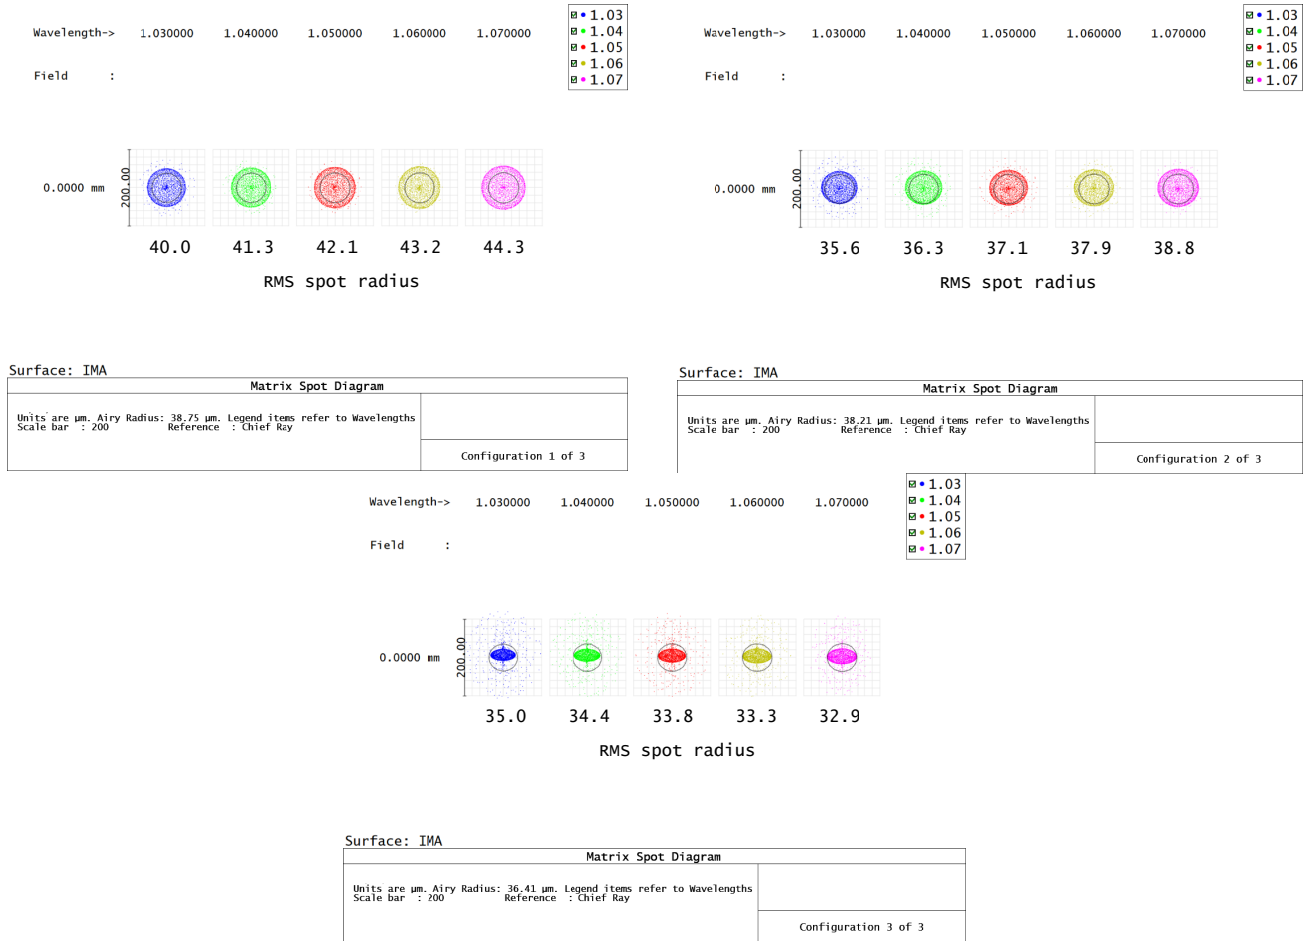 Wavelength-> 1.030000 1.040000 1.050000 1.060000 1.070000
1.03
1.04
1.05
1.06
1.07
Field :
0.0000 mm
200.00
40.0 41.3 42.1 43.2 44.3
RMS spot radius
Surface: IMA
Matrix Spot Diagram
Units are µm. Airy Radius: 38.75 µm. Legend items refer to Wavelengths
Scale bar : 200 Reference : Chief Ray
Configuration 1 of 3
Wavelength-> 1.030000 1.040000 1.050000 1.060000 1.070000
1.03
1.04
1.05
1.06
1.07
Field :
0.0000 mm
200.00
35.6 36.3 37.1 37.9 38.8
RMS spot radius
Surface: IMA
Matrix Spot Diagram
Units are µm. Airy Radius: 38.21 µm. Legend items refer to Wavelengths
Scale bar : 200 Reference : Chief Ray
Configuration 2 of 3
Wavelength-> 1.030000 1.040000 1.050000 1.060000 1.070000
1.03
1.04
1.05
1.06
1.07
Field :
0.0000 mm
200.00
35.0 34.4 33.8 33.3 32.9
RMS spot radius
Surface: IMA
Matrix Spot Diagram
Units are µm. Airy Radius: 36.41 µm. Legend items refer to Wavelengths
Scale bar : 200 Reference : Chief Ray
Configuration 3 of 3